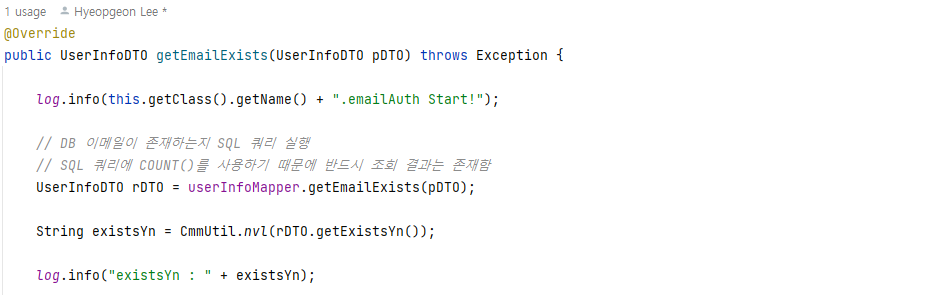 1 usage Hyeopgeon Lee *
@Override
public UserInfoDTO getEmailExists(UserInfoDTO pDTO) throws Exception {
log.info(this.getClass().getName() + ".emailAuth Start!");
// DB 이메일이 존재하는지 SQL 쿼리 실행
// SQL 쿼리에 COUNT()를 사용하기 때문에 반드시 조회 결과는 존재함
UserInfoDTO rDTO = userInfoMapper.getEmailExists(pDTO);
String existsYn = CmmUtil.nvl(rDTO.getExistsYn());
log.info("existsYn : " + existsYn);